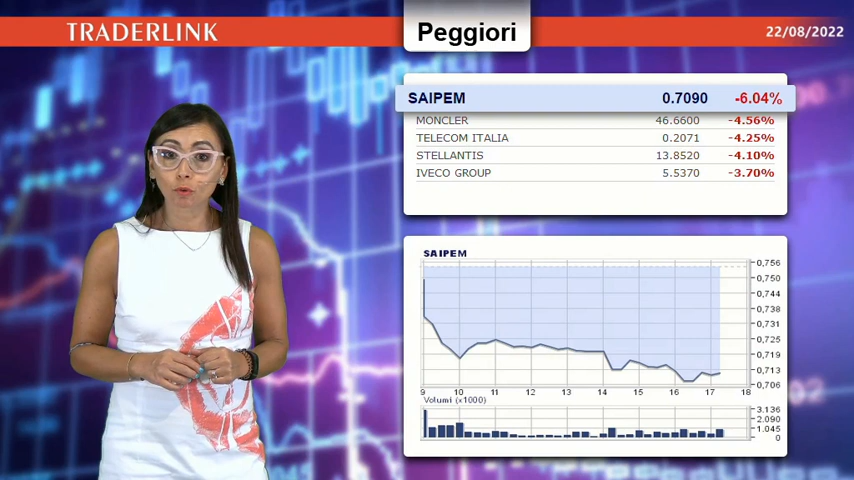 TRADERLINK
Peggiori
22/08/2022
SAIPEM 0.7090 -6.04%
MONCLER 46.6600 -4.56%
TELECOM ITALIA 0.2071 -4.25%
STELLANTIS 13.8520 -4.10%
IVECO GROUP 5.5370 -3.70%
SAIPEM
0,756
0,750
0,744
0,738
0,731
0,725
0,719
0,713
0,706
9 10 11 12 13 14 15 16 17 18
Volumi (x1000)
3.136
2.090
1.045
0